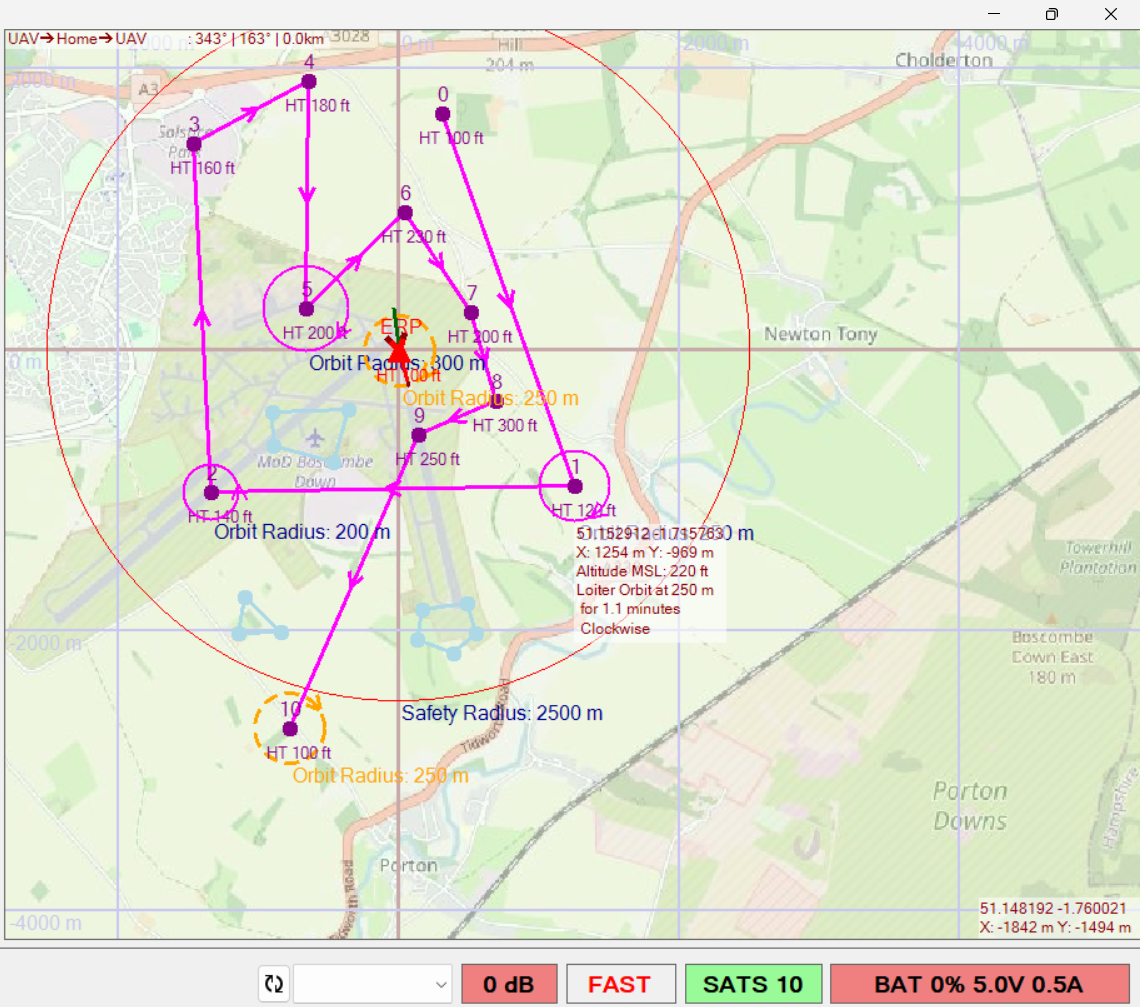 UAV→Home→UAV : 343° | 163° | 0.0km
A3028
0 m
2000 m
4000 m
Hill
204 m
Cholderton
A3
4
HT 180 ft
0
HT 100 ft
3
Solstice
Park
HT 160 ft
6
HT 230 ft
5
HT 200 ft
7
HT 200 ft
ERP
Newton Tony
0 m
Orbit Radius: 300 m
HT 100 ft
8
Orbit Radius: 250 m
HT 300 ft
9
HT 250 ft
MoD Boscombe
Down
2
HT 140 ft
1
HT 120 ft
Orbit Radius: 200 m
51.152912 -1.715763
X: 1254 m Y: -969 m
Altitude MSL: 220 ft
Loiter Orbit at 250 m
for 1.1 minutes
Clockwise
Towerhill
Plantation
-2000 m
Boscombe
Down East
180 m
10
HT 100 ft
Safety Radius: 2500 m
Tidworth Road
Orbit Radius: 250 m
Porton
Downs
Hampshire
Porton
-4000 m
51.148192 -1.760021
X: -1842 m Y: -1494 m
0 dB
FAST
SATS 10
BAT 0% 5.0V 0.5A